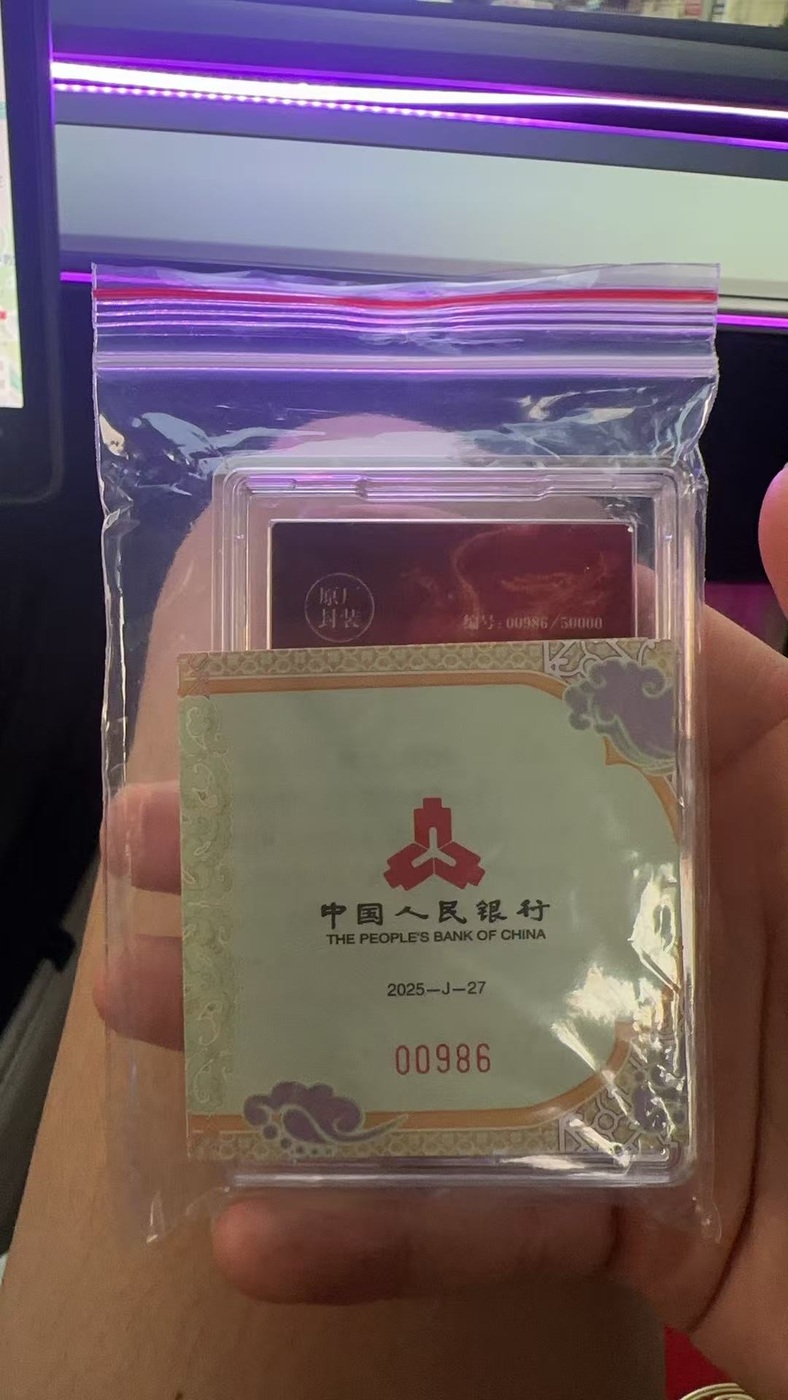 原厂
封装
编号:00986/50000
中国人民银行
THE PEOPLE'S BANK OF CHINA
2025—J—27
00986